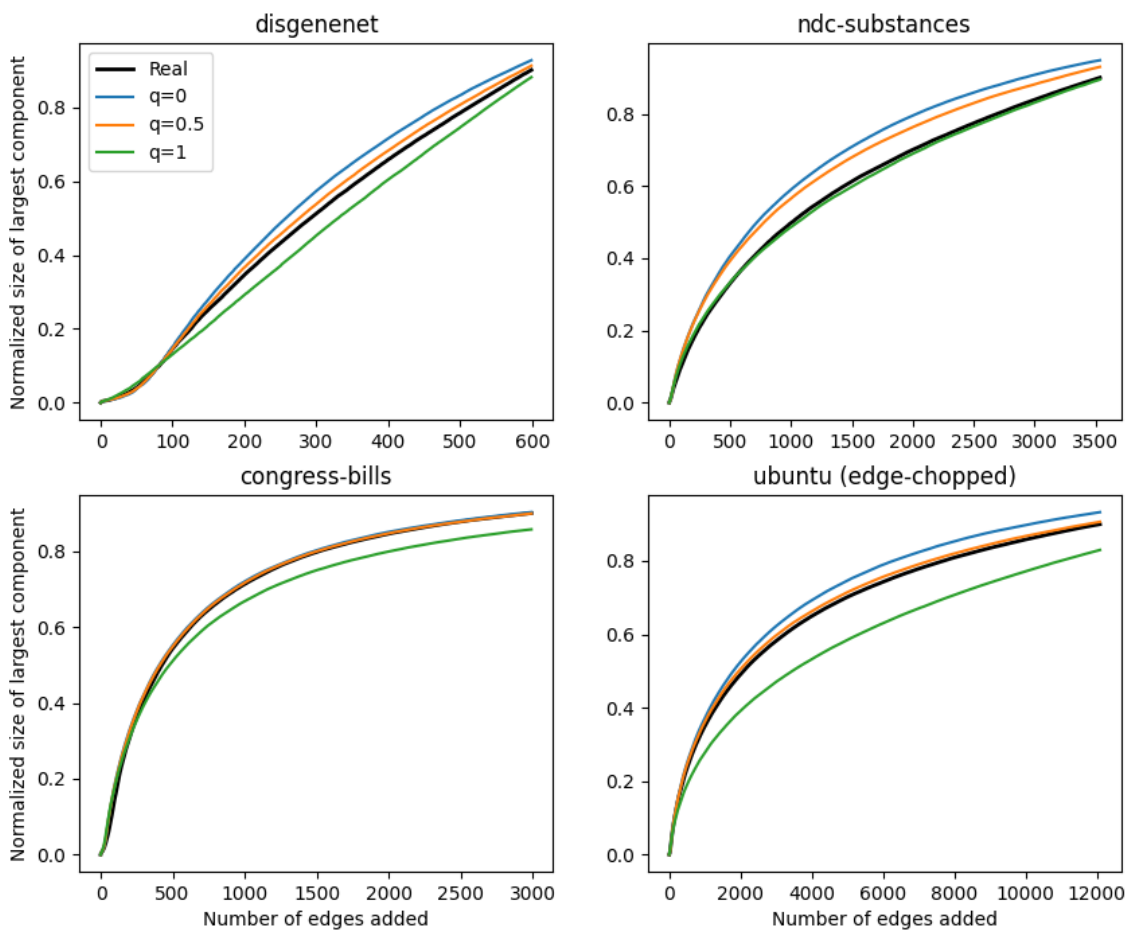 disgenenet
Normalized size of largest component
0.8
0.6
0.4
0.2
0.0
Real
q=0
q=0.5
q=1
0 100 200 300 400 500 600
ndc-substances
0.8
0.6
0.4
0.2
0.0
0 500 1000 1500 2000 2500 3000 3500
congress-bills
Normalized size of largest component
0.8
0.6
0.4
0.2
0.0
0 500 1000 1500 2000 2500 3000
Number of edges added
ubuntu (edge-chopped)
0.8
0.6
0.4
0.2
0.0
0 2000 4000 6000 8000 10000 12000
Number of edges added